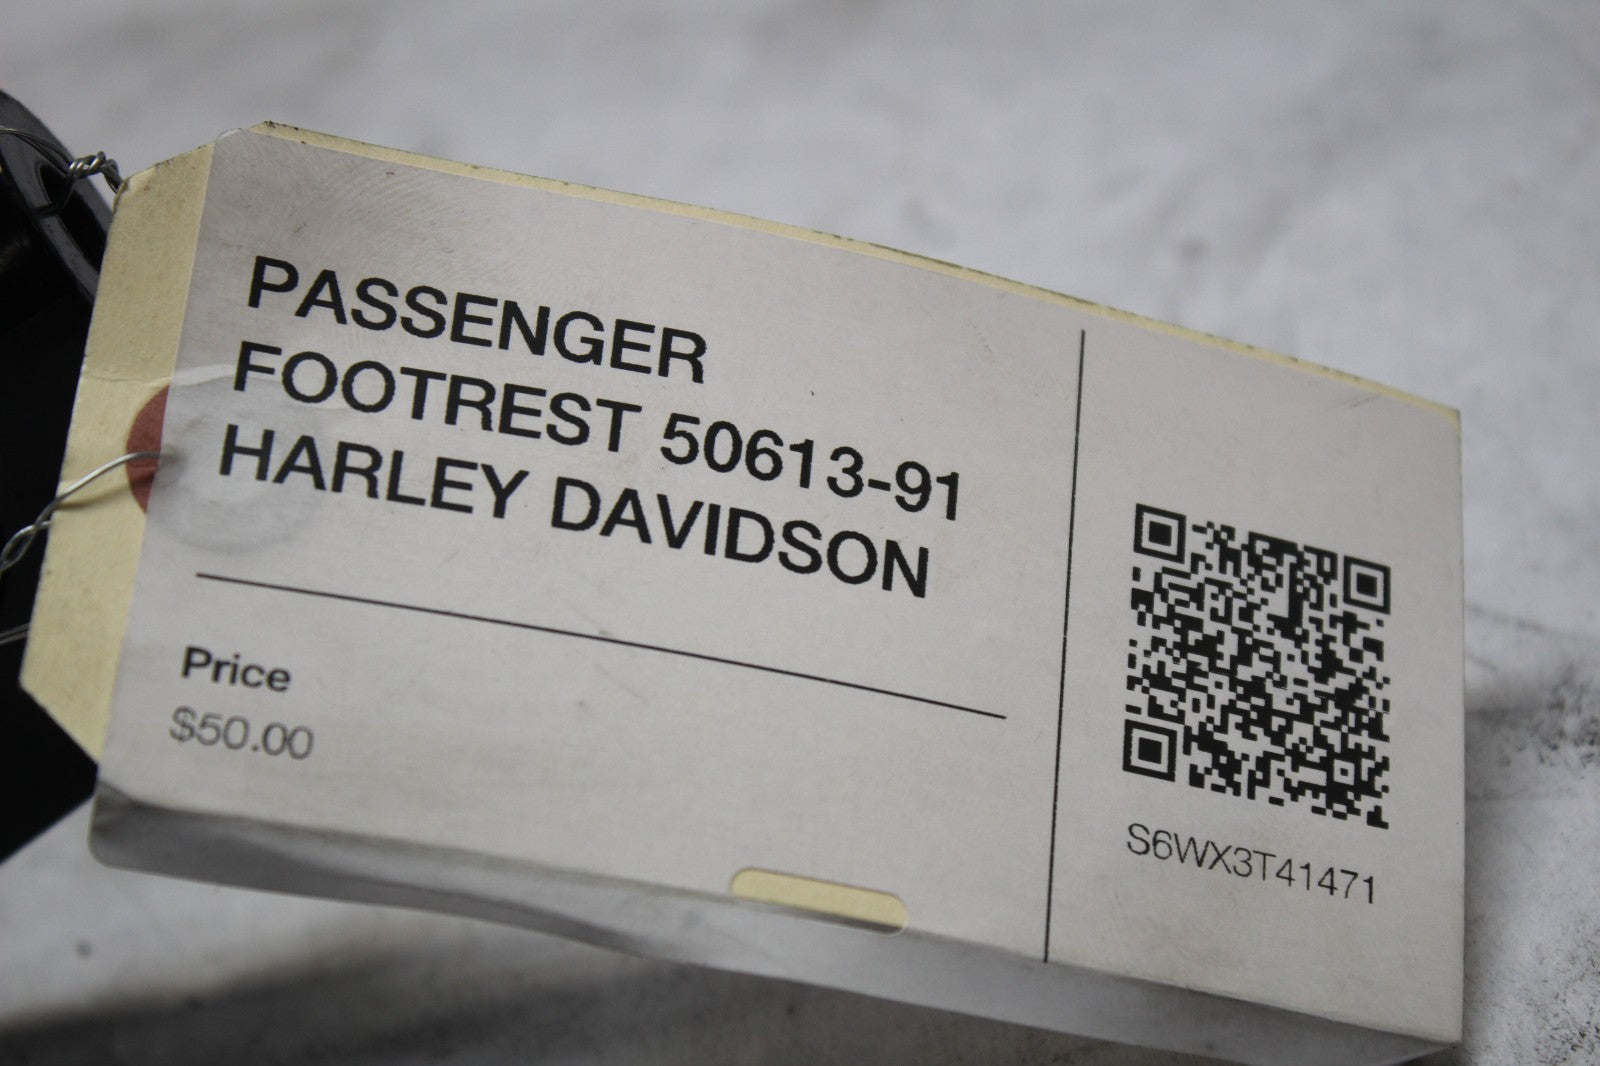 PASSENGER
FOOTREST 50613-91
HARLEY DAVIDSON
Price
$50.00
S6WX3T41471